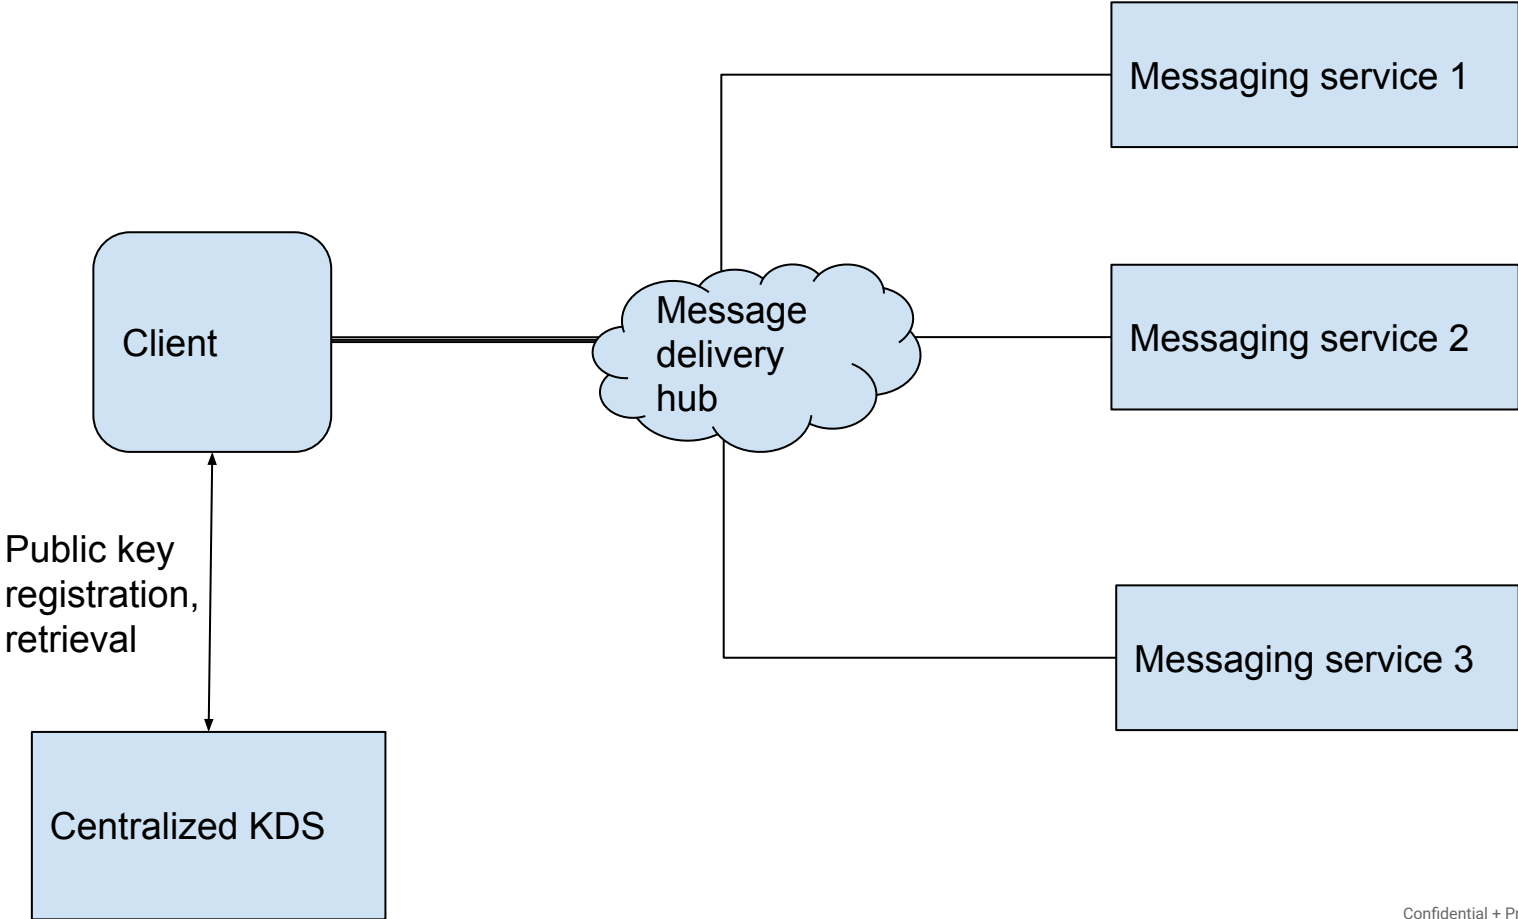 Messaging service 1
Message
delivery
hub
Client
Messaging service 2
Public key
registration,
retrieval
Messaging service 3
Centralized KDS
Confidential +